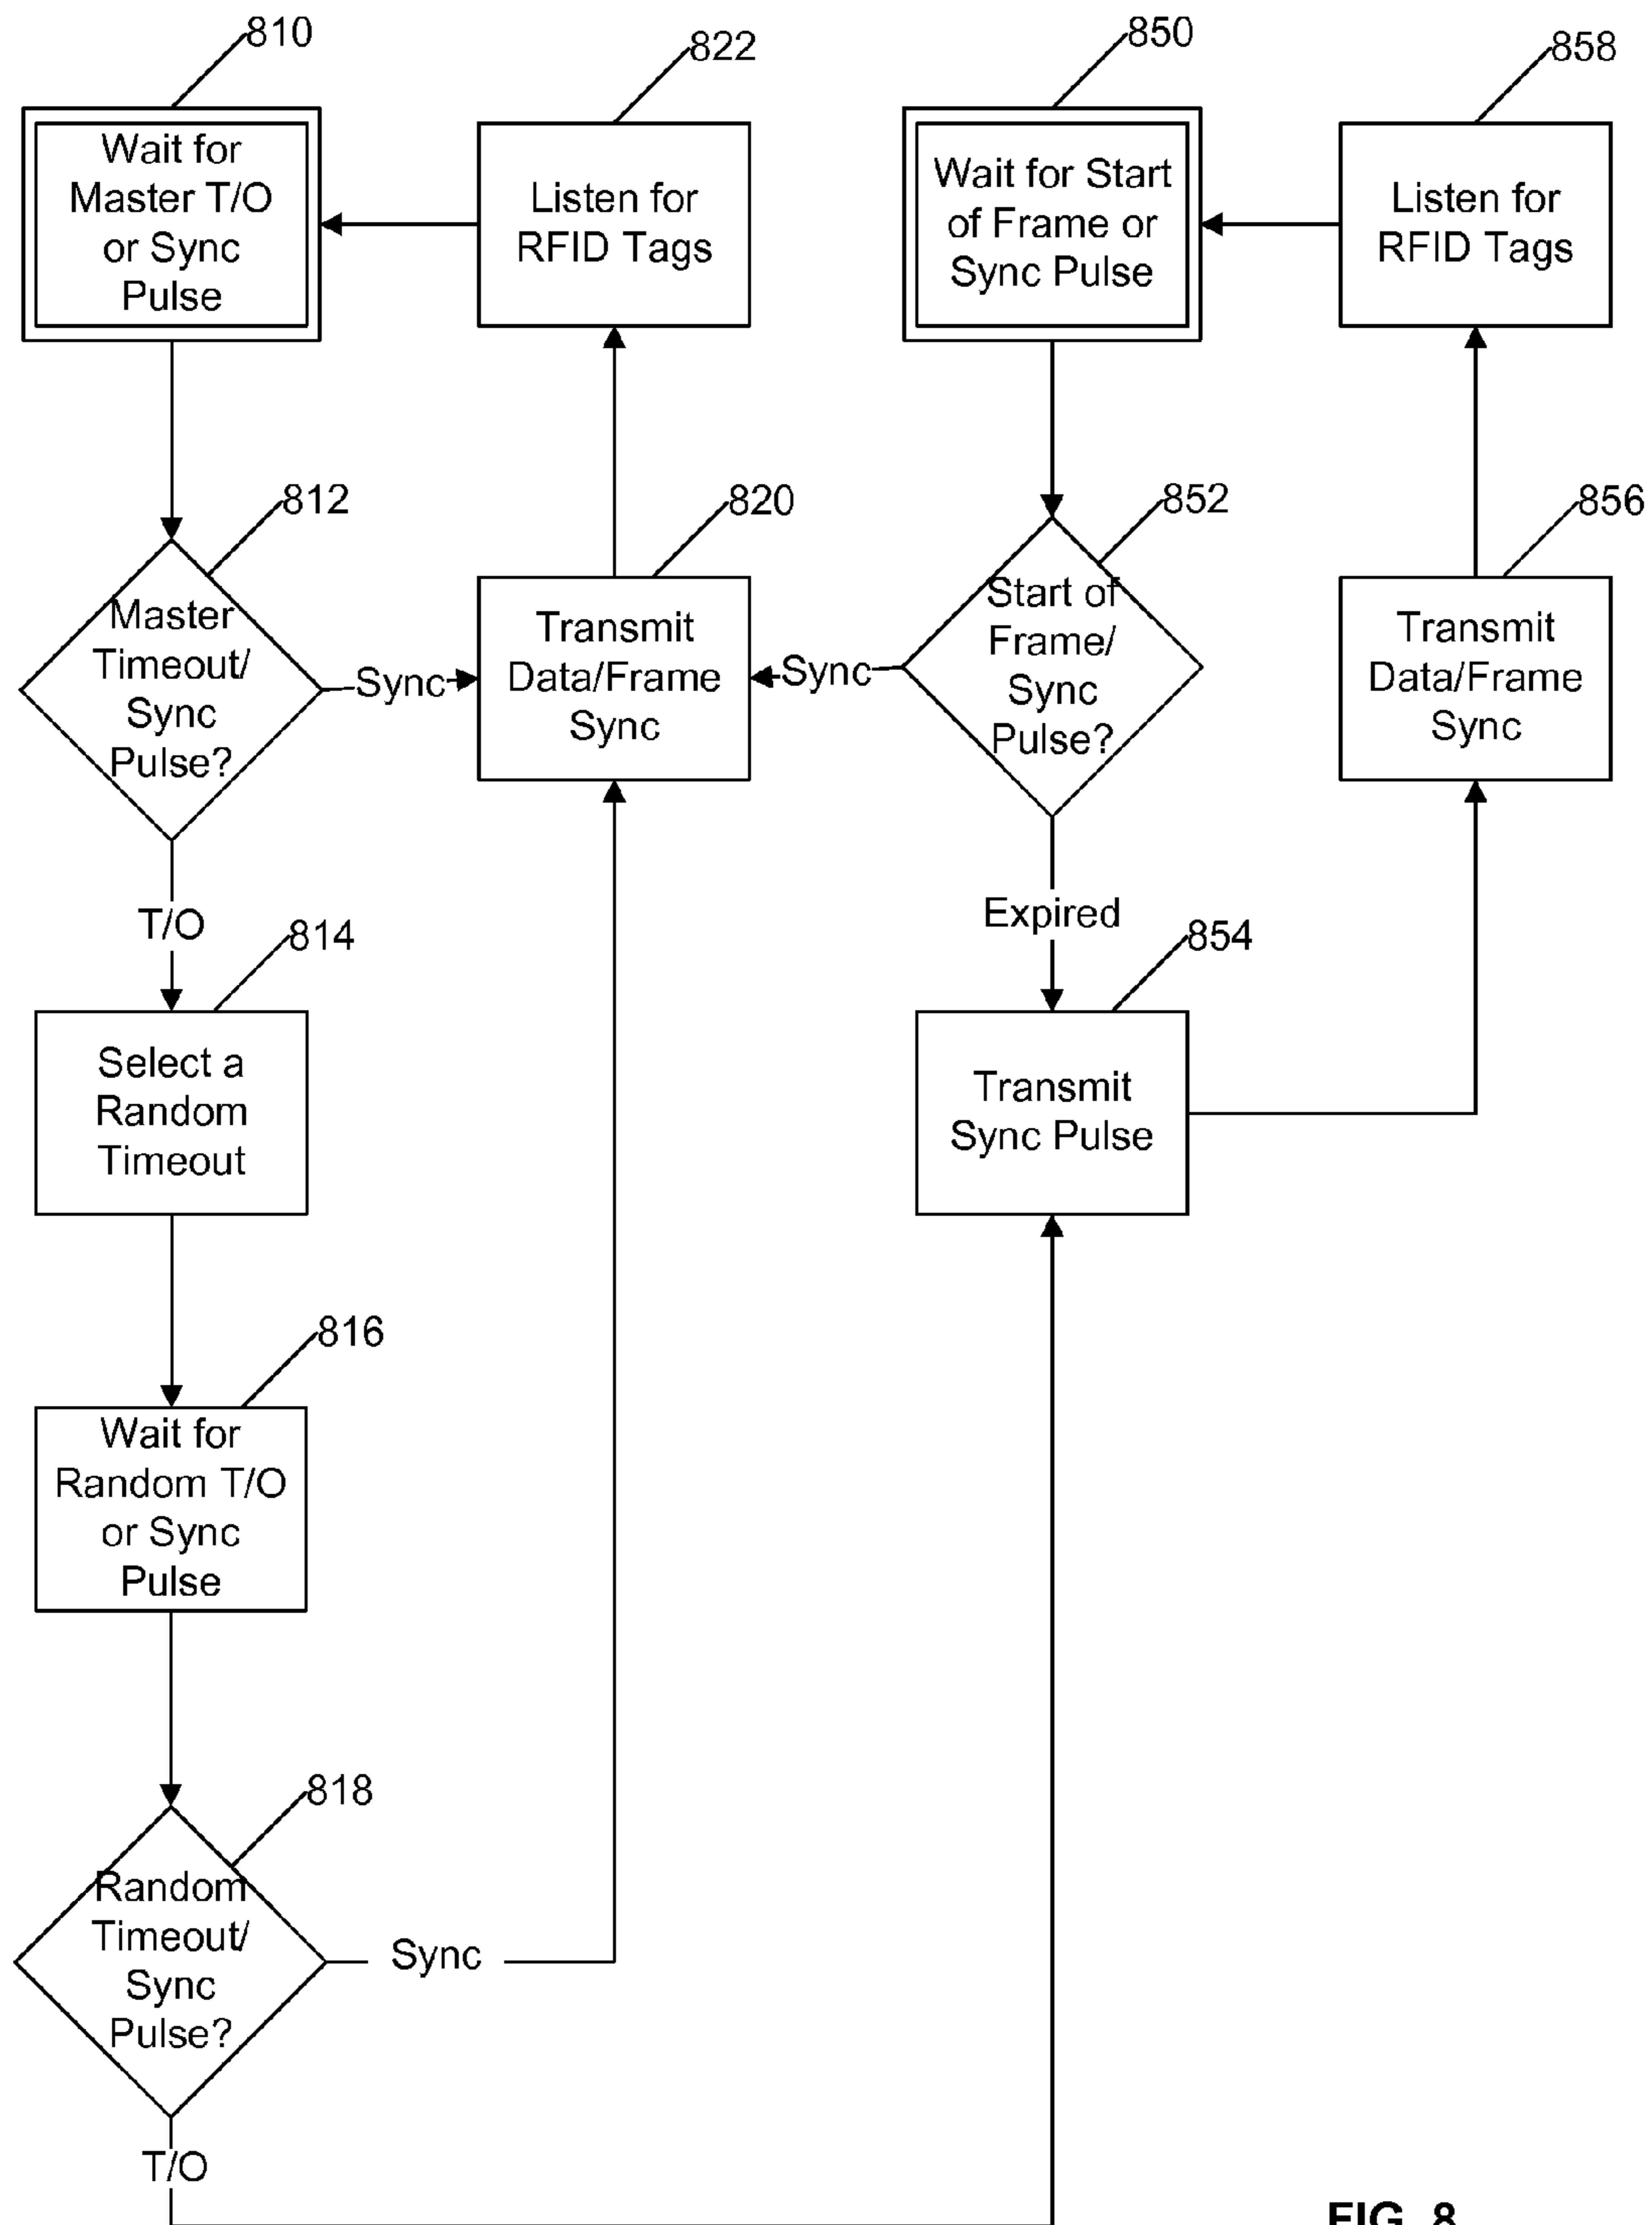 810
822
850
858
Wait for
Master T/O
or Sync
Pulse
Listen for
RFID Tags
Wait for Start
of Frame or
Sync Pulse
Listen for
RFID Tags
812
820
852
856
Master
Timeout/
Sync
Pulse?
Sync
Transmit
Data/Frame
Sync
Sync
Start of
Frame/
Sync
Pulse?
Transmit
Data/Frame
Sync
T/O
Expired
814
854
Select a
Random
Timeout
Transmit
Sync Pulse
816
Wait for
Random T/O
or Sync
Pulse
818
Random
Timeout/
Sync
Pulse?
Sync
T/O
FIG. 8